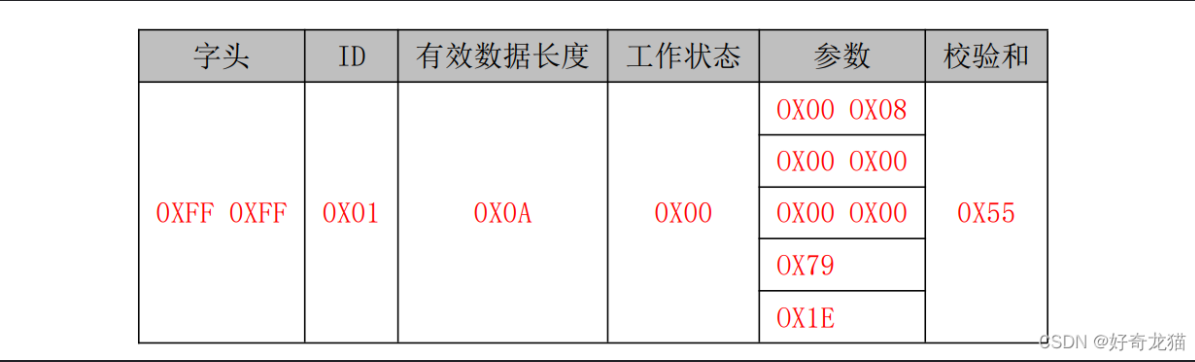 字头 ID 有效数据长度 工作状态 参数 校验和
0XFF 0XFF 0X01 0X0A 0X00 0X00 0X08 0X55
0X00 0X00
0X00 0X00
0X79
0X1E
CSDN @好奇龙猫